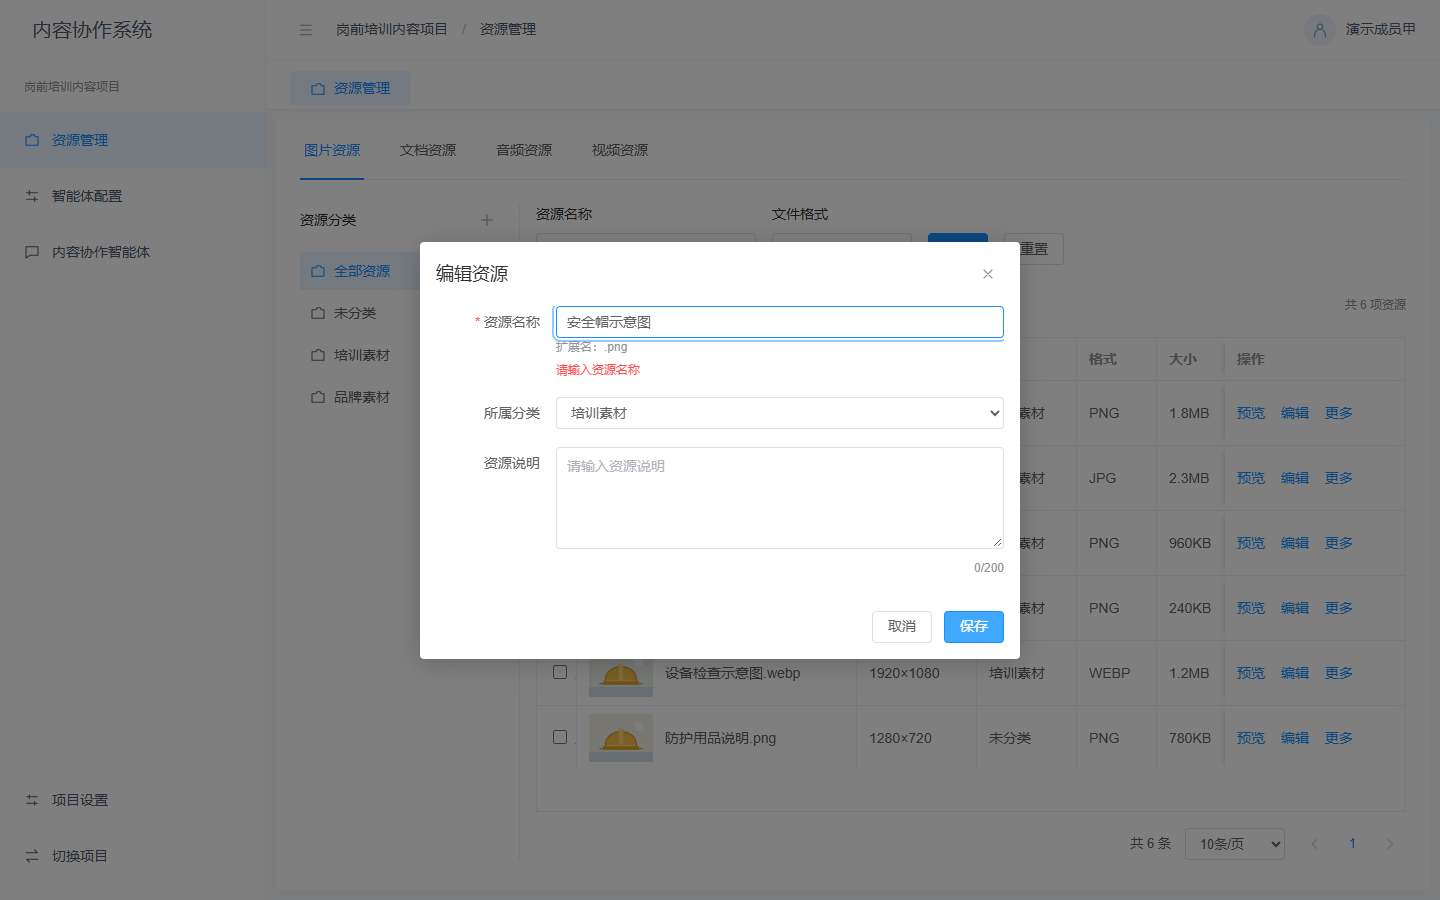 内容协作系统
岗前培训内容项目 / 资源管理
演示成员甲
岗前培训内容项目
资源管理
资源管理
智能体配置
内容协作智能体
项目设置
切换项目
图片资源 文档资源 音频资源 视频资源
资源分类
全部资源
未分类
培训素材
品牌素材
资源名称 文件格式
重置
共 6 项资源
格式 大小 操作
素材 PNG 1.8MB 预览 编辑 更多
素材 JPG 2.3MB 预览 编辑 更多
素材 PNG 960KB 预览 编辑 更多
素材 PNG 240KB 预览 编辑 更多
设备检查示意图.webp 1920×1080 培训素材 WEBP 1.2MB 预览 编辑 更多
防护用品说明.png 1280×720 未分类 PNG 780KB 预览 编辑 更多
共 6 条 10条/页 1
编辑资源
* 资源名称 安全帽示意图
扩展名：.png
请输入资源名称
所属分类 培训素材
资源说明 请输入资源说明
0/200
取消 保存